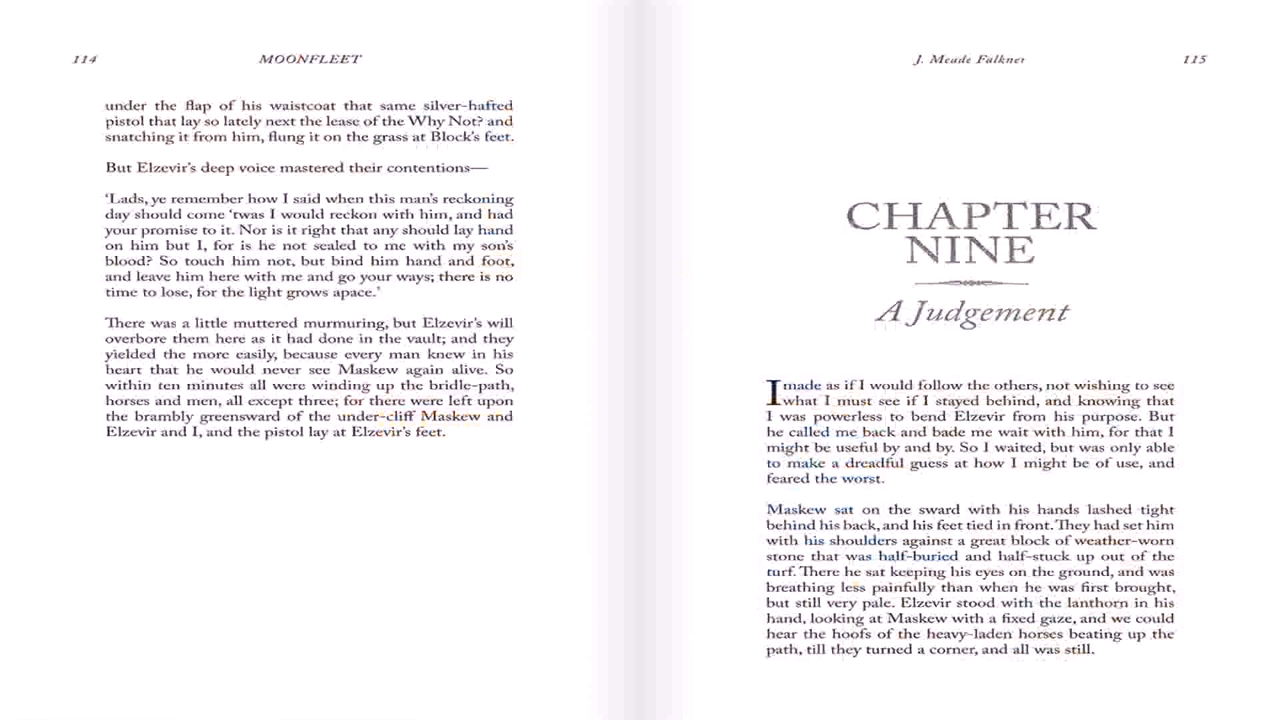 114
MOONFLEET
under the flap of his waistcoat that same silver-hafted
pistol that lay so lately next the lease of the Why Not? and
snatching it from him, flung it on the grass at Block's feet.
But Elzevir's deep voice mastered their contentions—
'Lads, ye remember how I said when this man's reckoning
day should come 'twas I would reckon with him, and had
your promise to it. Nor is it right that any should lay hand
on him but I, for is he not sealed to me with my son's
blood? So touch him not, but bind him hand and foot,
and leave him here with me and go your ways; there is no
time to lose, for the light grows apace.'
There was a little muttered murmuring, but Elzevir's will
overbore them here as it had done in the vault; and they
yielded the more easily, because every man knew in his
heart that he would never see Maskew again alive. So
within ten minutes all were winding up the bridle-path,
horses and men, all except three; for there were left upon
the brambly greensward of the under-cliff Maskew and
Elzevir and I, and the pistol lay at Elzevir's feet.
J. Meade Falkner
115
CHAPTER
NINE
A Judgement
I made as if I would follow the others, not wishing to see
what I must see if I stayed behind, and knowing that
I was powerless to bend Elzevir from his purpose. But
he called me back and bade me wait with him, for that I
might be useful by and by. So I waited, but was only able
to make a dreadful guess at how I might be of use, and
feared the worst.
Maskew sat on the sward with his hands lashed tight
behind his back, and his feet tied in front. They had set him
with his shoulders against a great block of weather-worn
stone that was half-buried and half-stuck up out of the
turf. There he sat keeping his eyes on the ground, and was
breathing less painfully than when he was first brought,
but still very pale. Elzevir stood with the lanthorn in his
hand, looking at Maskew with a fixed gaze, and we could
hear the hoofs of the heavy-laden horses beating up the
path, till they turned a corner, and all was still.